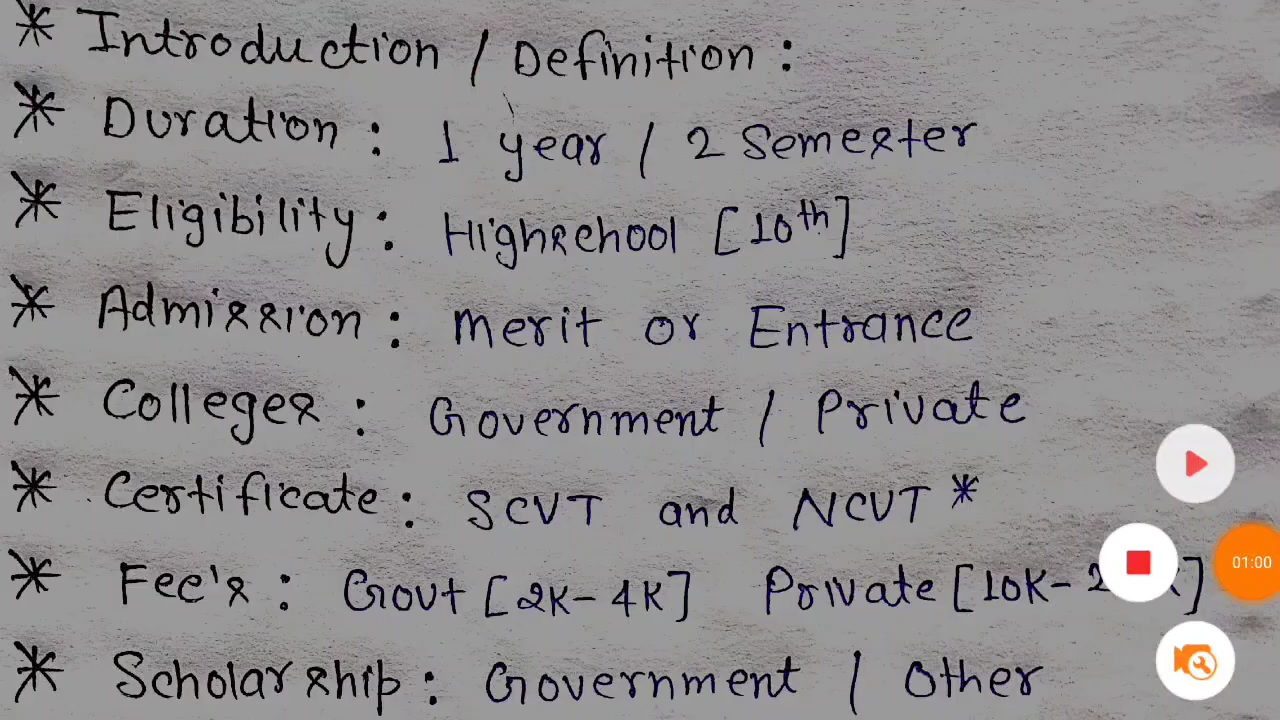 * Introduction / Definition :
* Duration : 1 year / 2 Semester
* Eligibility : Highschool [10th]
* Admission : merit or Entrance
* Colleges : Government / Private
* Certificate : SCVT and NCVT *
* Fee's : Govt [2K-4K] Private [10K-2 K]
* Scholarship : Government / Other
01:00